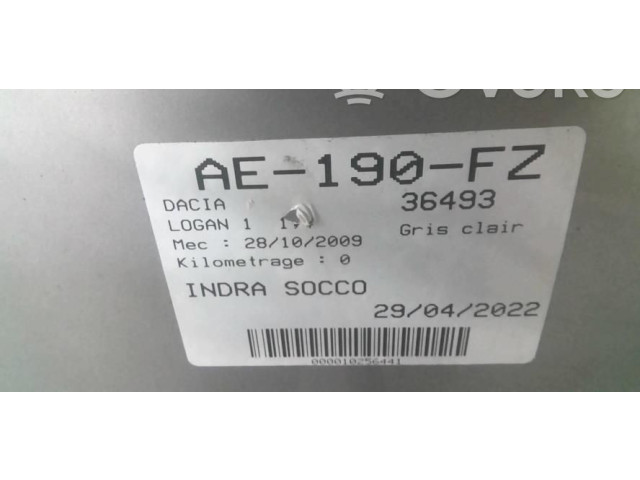 AE-190-FZ
DACIA 36493
LOGAN 1 Gris clair
Mec : 28/10/2009
Kilometrage : 0
INDRA SOCCO
29/04/2022
000010256441